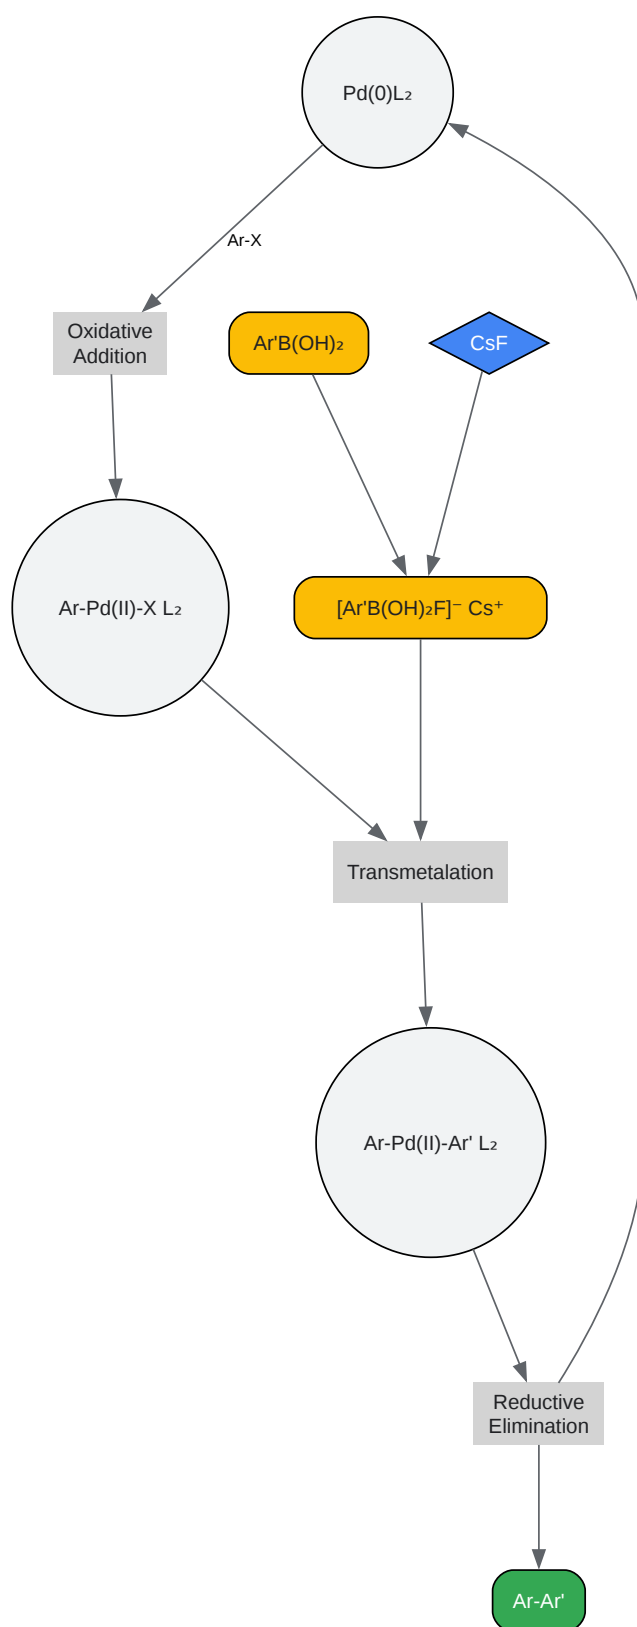 Pd(0)L₂
Ar-X
Oxidative
Addition
Ar'B(OH)₂
CsF
Ar-Pd(II)-X L₂
[Ar'B(OH)₂F]⁻ Cs⁺
Transmetalation
Ar-Pd(II)-Ar' L₂
Reductive
Elimination
Ar-Ar'